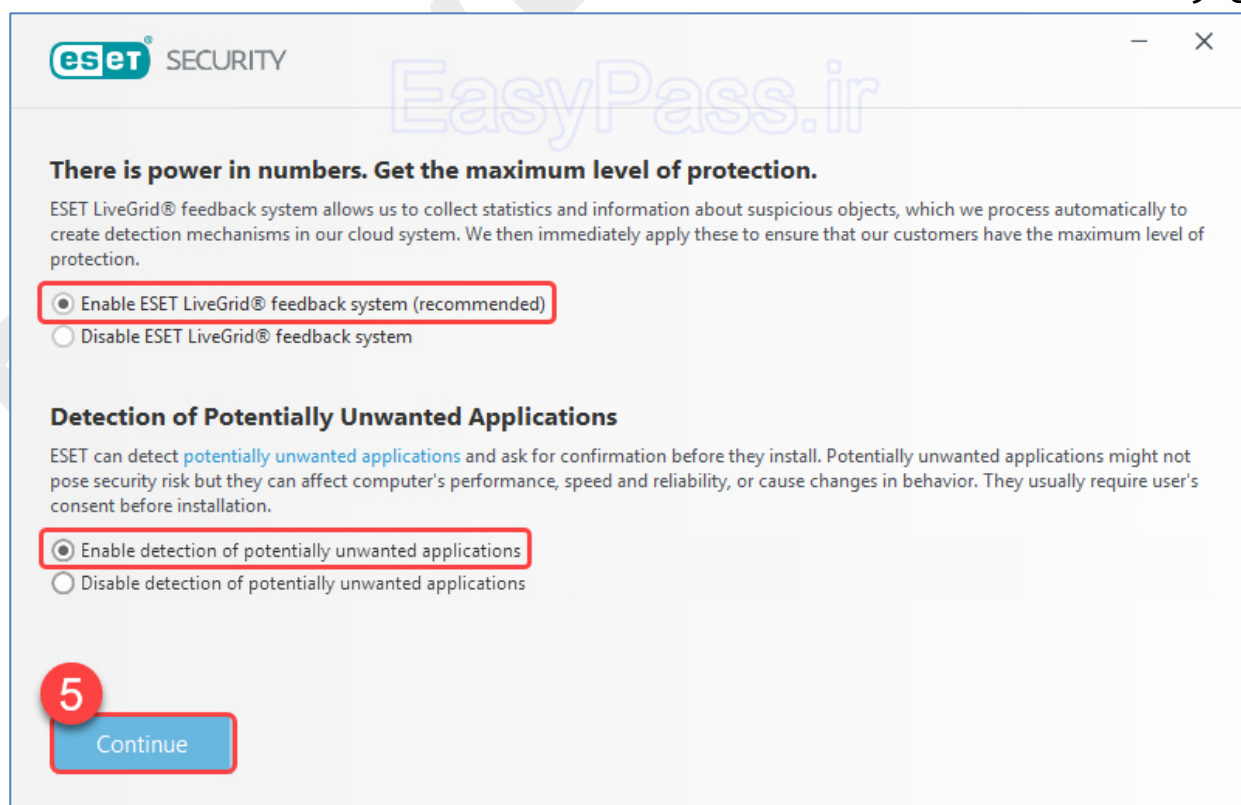 eset® SECURITY
EasyPass.ir
There is power in numbers. Get the maximum level of protection.
ESET LiveGrid® feedback system allows us to collect statistics and information about suspicious objects, which we process automatically to
create detection mechanisms in our cloud system. We then immediately apply these to ensure that our customers have the maximum level of
protection.
Enable ESET LiveGrid® feedback system (recommended)
Disable ESET LiveGrid® feedback system
Detection of Potentially Unwanted Applications
ESET can detect potentially unwanted applications and ask for confirmation before they install. Potentially unwanted applications might not
pose security risk but they can affect computer's performance, speed and reliability, or cause changes in behavior. They usually require user's
consent before installation.
Enable detection of potentially unwanted applications
Disable detection of potentially unwanted applications
5
Continue